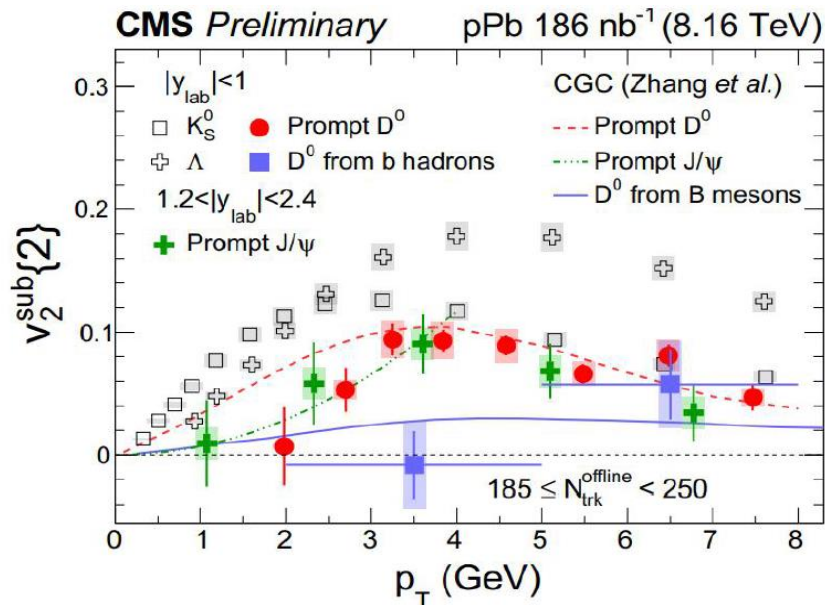 CMS Preliminary pPb 186 nb⁻¹ (8.16 TeV)
|y_lab|<1
K⁰_S
Λ
Prompt D⁰
D⁰ from b hadrons
1.2<|y_lab|<2.4
Prompt J/ψ
CGC (Zhang et al.)
Prompt D⁰
Prompt J/ψ
D⁰ from B mesons
0.3
0.2
0.1
0
v₂^sub{2}
185 ≤ N_trk^offline < 250
0 1 2 3 4 5 6 7 8
p_T (GeV)